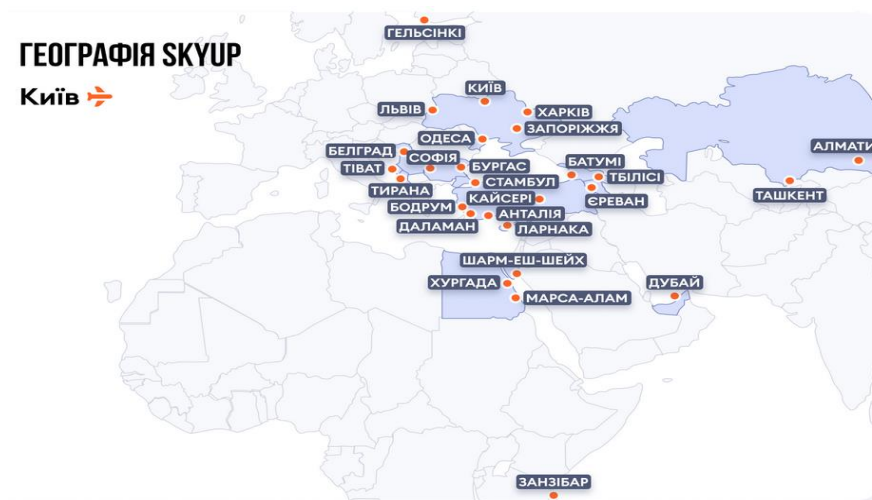 ГЕОГРАФІЯ SKYUP
Київ
ГЕЛЬСІНКІ
КИЇВ
ЛЬВІВ
ХАРКІВ
ЗАПОРІЖЖЯ
ОДЕСА
БЕЛГРАД
СОФІЯ
БУРГАС
БАТУМІ
ТБІЛІСІ
АЛМАТИ
ТІВАТ
СТАМБУЛ
ТИРАНА
КАЙСЕРІ
ЄРЕВАН
ТАШКЕНТ
БОДРУМ
АНТАЛІЯ
ДАЛАМАН
ЛАРНАКА
ШАРМ-ЕШ-ШЕЙХ
ХУРГАДА
ДУБАЙ
МАРСА-АЛАМ
ЗАНЗІБАР